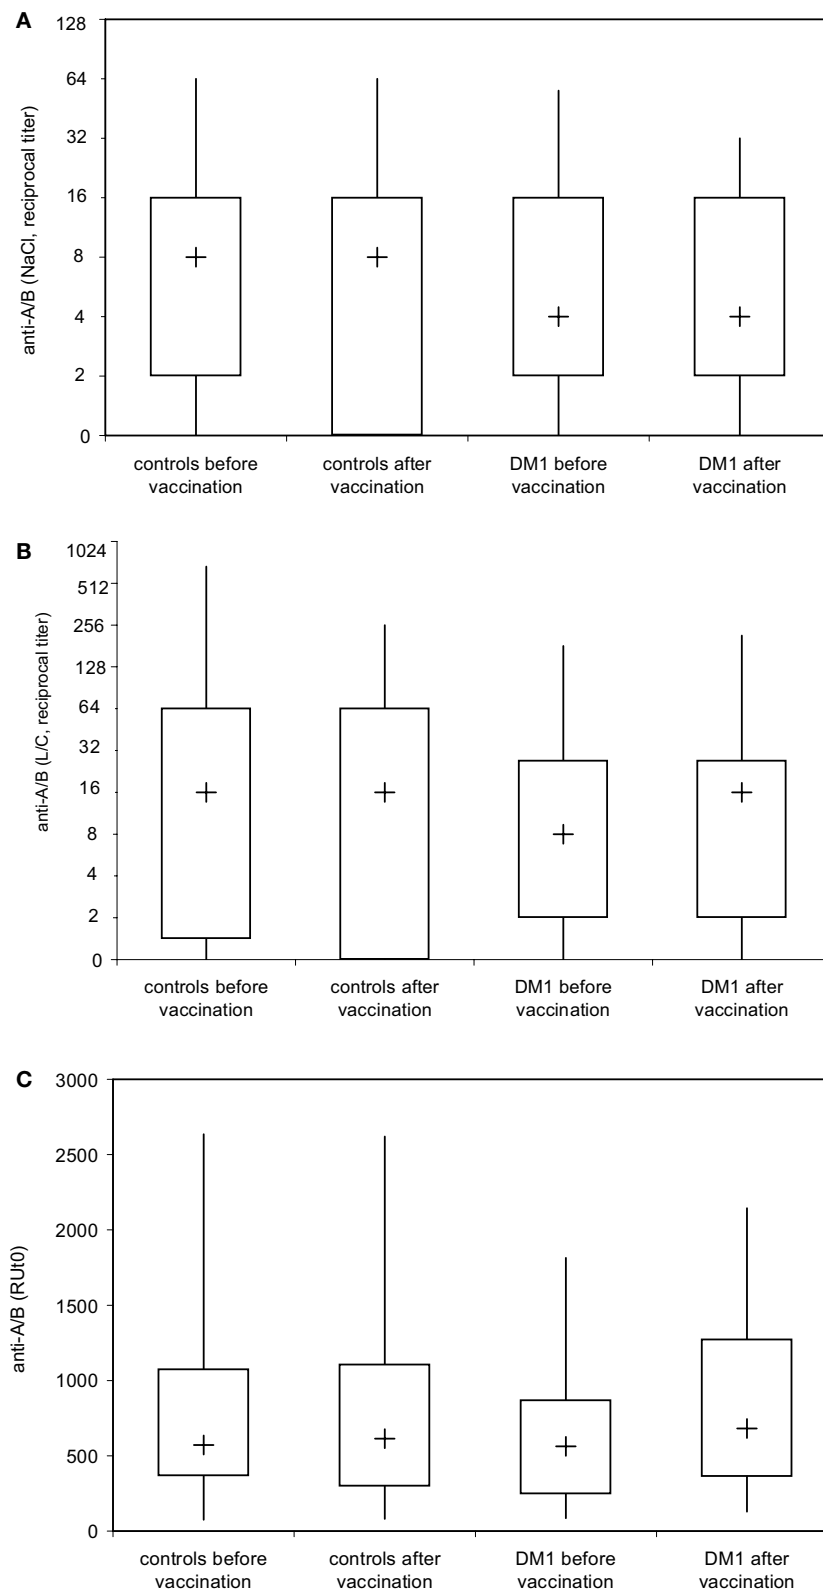 A
128
64
32
16
8
4
2
0
anti-A/B (NaCl, reciprocal titer)
controls before
vaccination
controls after
vaccination
DM1 before
vaccination
DM1 after
vaccination
B
1024
512
256
128
64
32
16
8
4
2
0
anti-A/B (L/C, reciprocal titer)
controls before
vaccination
controls after
vaccination
DM1 before
vaccination
DM1 after
vaccination
C
3000
2500
2000
1500
1000
500
0
anti-A/B (RUt0)
controls before
vaccination
controls after
vaccination
DM1 before
vaccination
DM1 after
vaccination